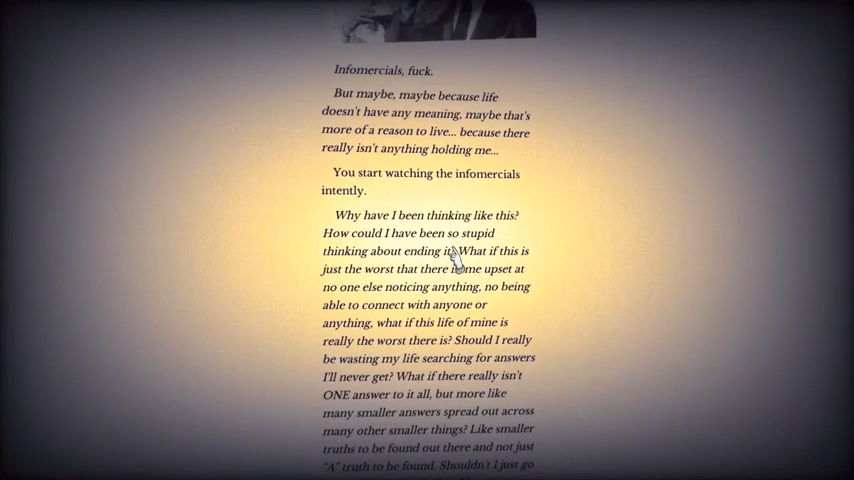 Infomercials, fuck.
But maybe, maybe because life
doesn't have any meaning, maybe that's
more of a reason to live... because there
really isn't anything holding me...
You start watching the infomercials
intently.
Why have I been thinking like this?
How could I have been so stupid
thinking about ending it? What if this is
just the worst that there is me upset at
no one else noticing anything, no being
able to connect with anyone or
anything, what if this life of mine is
really the worst there is? Should I really
be wasting my life searching for answers
I'll never get? What if there really isn't
ONE answer to it all, but more like
many smaller answers spread out across
many other smaller things? Like smaller
truths to be found out there and not just
"A" truth to be found. Shouldn't I just go